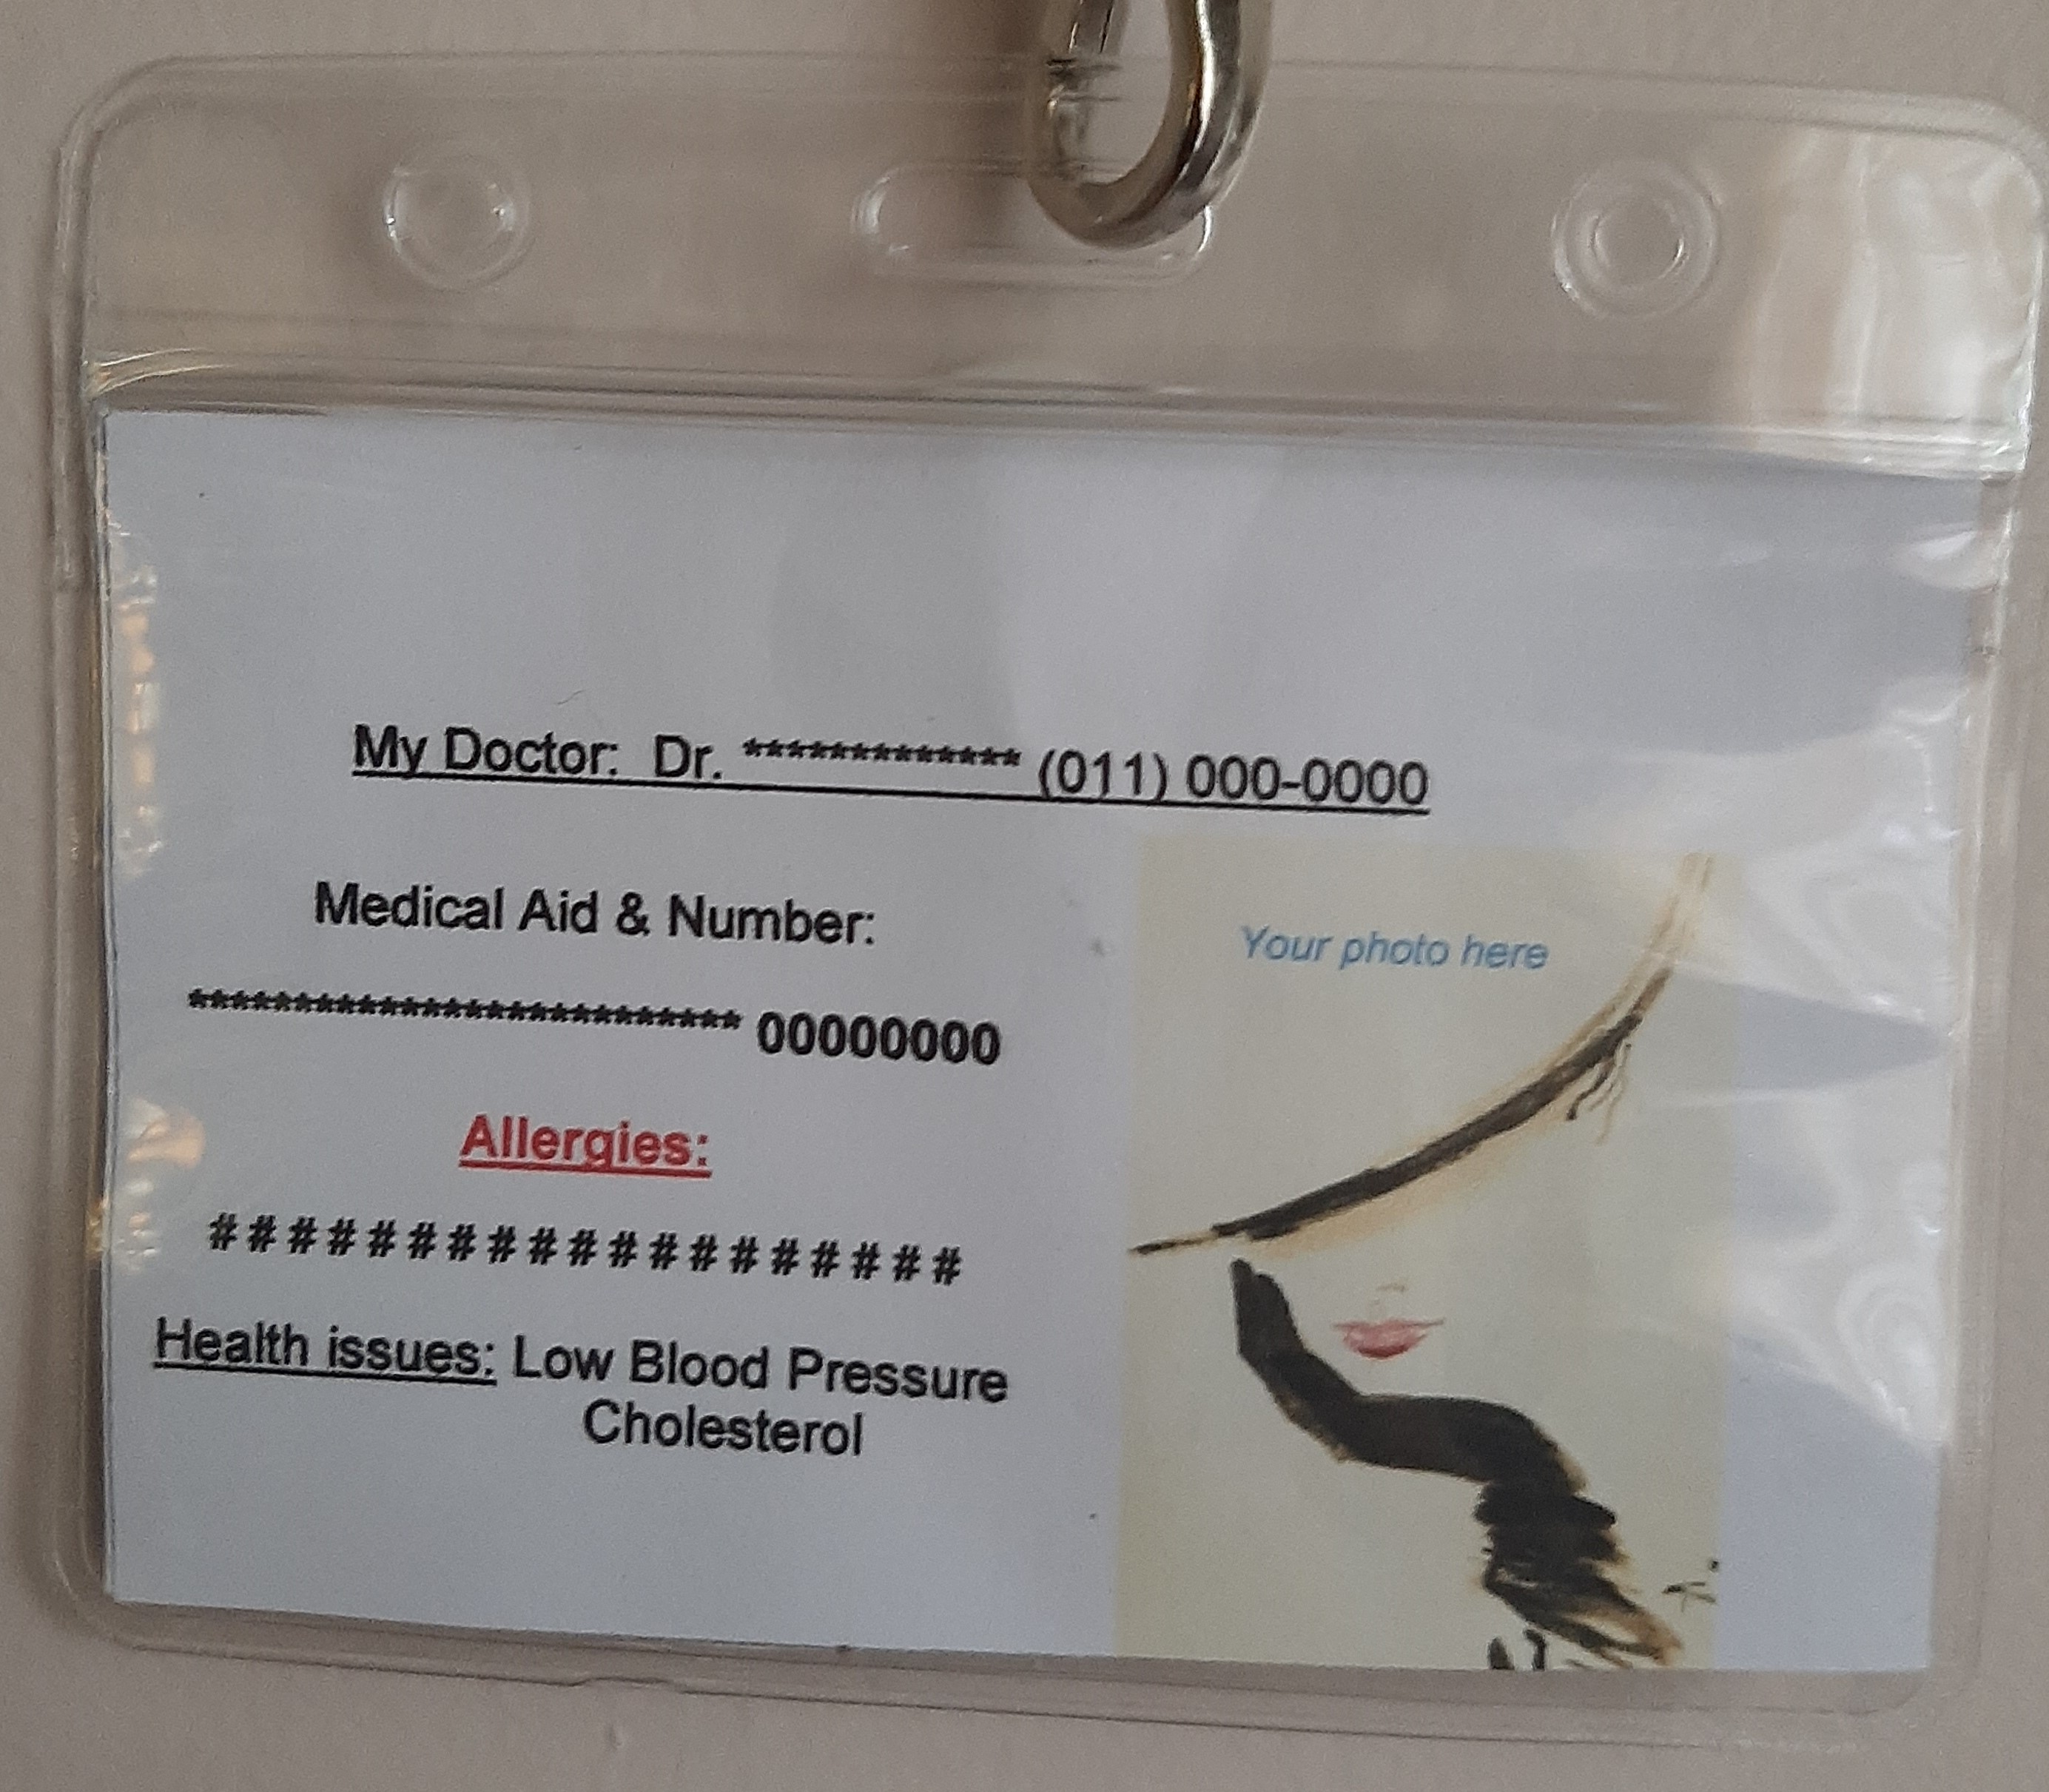 My Doctor: Dr. ************* (011) 000-0000
Medical Aid & Number:
************************** 00000000
Your photo here
Allergies:
# # # # # # # # # # # # # # # # # # #
Health issues: Low Blood Pressure
Cholesterol